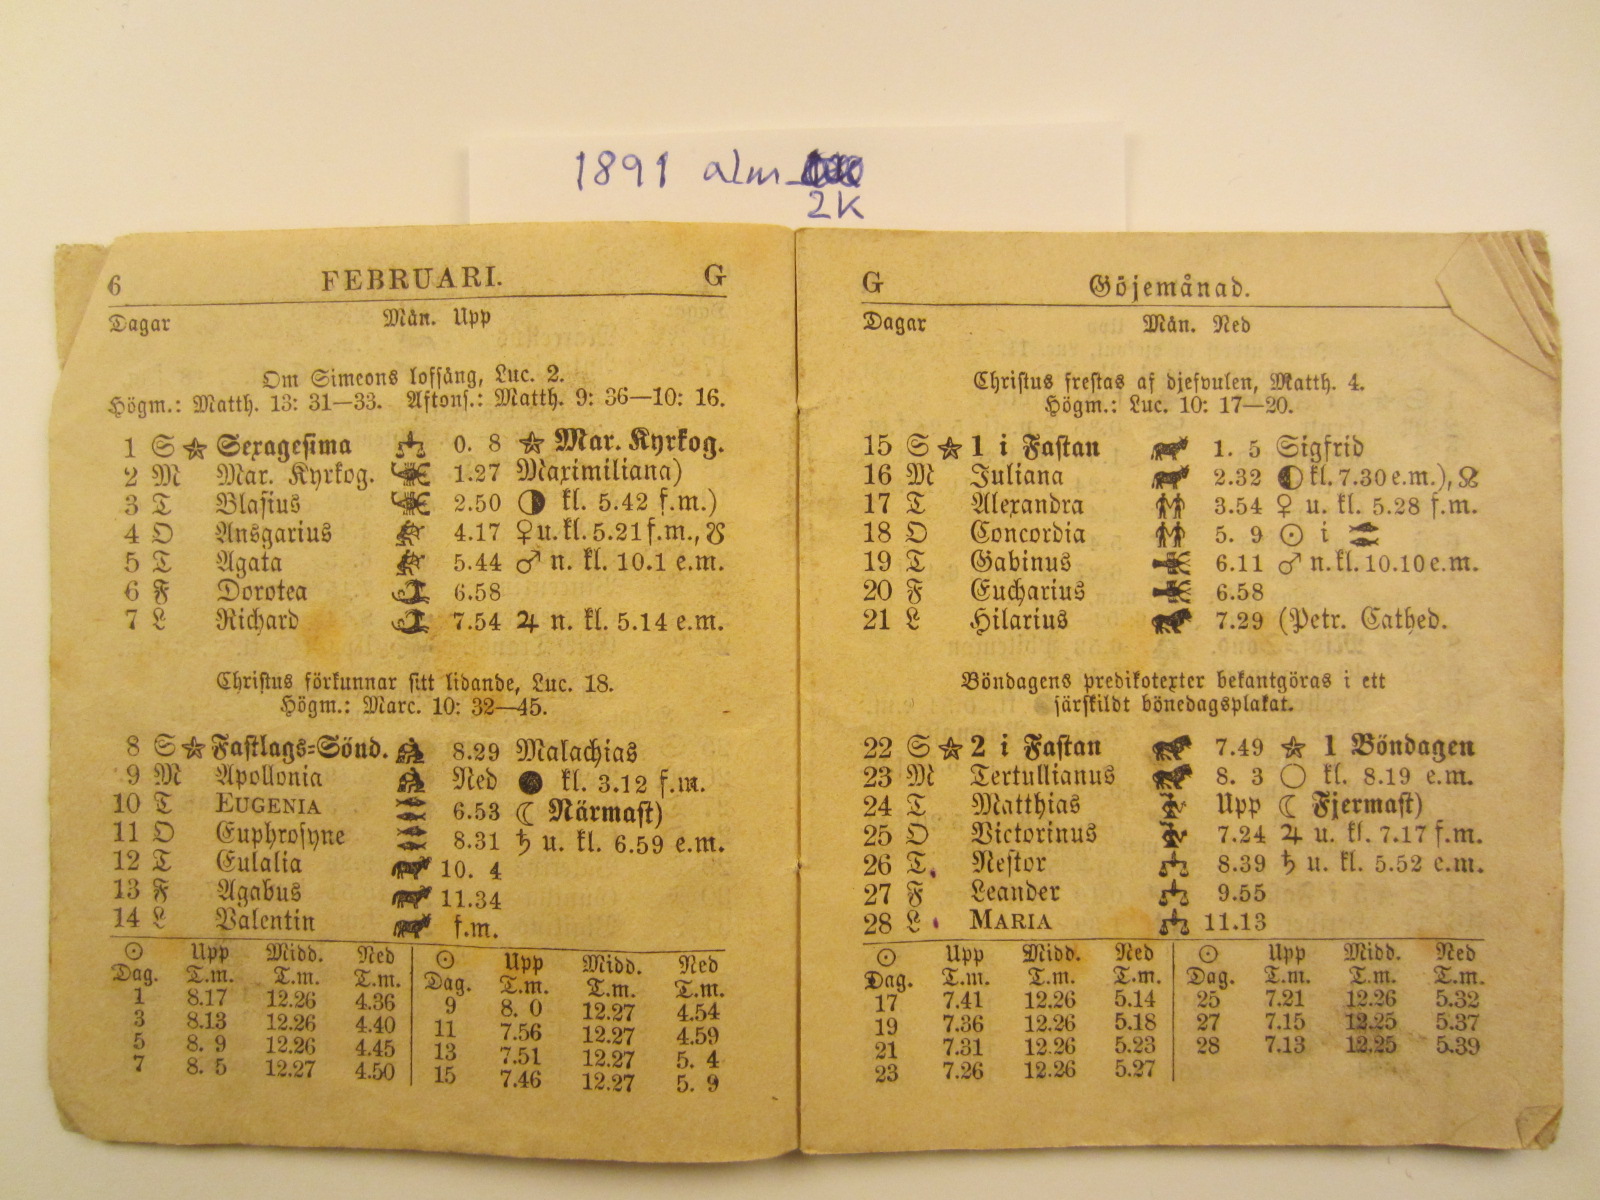 1891 alm
2K
6 FEBRUARI. G
Dagar Mån. Upp
Om Simeons lofsång, Luc. 2.
Högm.: Matth. 13: 31—33. Aftons.: Matth. 9: 36—10: 16.
1 S ⛤ Sexagesima ♎ 0. 8 ⛤ Mar. Kyrkog.
2 M Mar. Kyrkog. ♏ 1.27 Maximiliana)
3 T Blasius ♏ 2.50 ◑ kl. 5.42 f.m.)
4 O Ansgarius ♐ 4.17 ♀ u. kl. 5.21 f.m., ☋
5 T Agata ♐ 5.44 ♂ n. kl. 10.1 e.m.
6 F Dorotea ♑ 6.58
7 L Richard ♑ 7.54 ♃ n. kl. 5.14 e.m.
Christus förkunnar sitt lidande, Luc. 18.
Högm.: Marc. 10: 32—45.
8 S ⛤ Fastlags=Sönd. ♒ 8.29 Malachias
9 M Apollonia ♒ Ned ● kl. 3.12 f.m.
10 T EUGENIA ♓ 6.53 ☾ Närmast)
11 O Euphrosyne ♓ 8.31 ♄ u. kl. 6.59 e.m.
12 T Eulalia ♈ 10. 4
13 F Agabus ♈ 11.34
14 L Valentin ♉ f.m.
☉ Upp Midd. Ned ☉ Upp Midd. Ned
Dag. T.m. T.m. T.m. Dag. T.m. T.m. T.m.
1 8.17 12.26 4.36 9 8. 0 12.27 4.54
3 8.13 12.26 4.40 11 7.56 12.27 4.59
5 8. 9 12.26 4.45 13 7.51 12.27 5. 4
7 8. 5 12.27 4.50 15 7.46 12.27 5. 9
G Göjemånad.
Dagar Mån. Ned
Christus frestas af djefvulen, Matth. 4.
Högm.: Luc. 10: 17—20.
15 S ⛤ 1 i Fastan ♉ 1. 5 Sigfrid
16 M Juliana ♉ 2.32 ◐ kl. 7.30 e.m.), ☊
17 T Alexandra ♊ 3.54 ♀ u. kl. 5.28 f.m.
18 O Concordia ♊ 5. 9 ☉ i ♓
19 T Gabinus ♋ 6.11 ♂ n. kl. 10.10 e.m.
20 F Eucharius ♋ 6.58
21 L Hilarius ♌ 7.29 (Petr. Cathed.
Böndagens predikotexter bekantgöras i ett
särskildt bönedagsplakat.
22 S ⛤ 2 i Fastan ♌ 7.49 ⛤ 1 Böndagen
23 M Tertullianus ♌ 8. 3 ○ kl. 8.19 e.m.
24 T Matthias ♍ Upp ☾ Fjermast)
25 O Victorinus ♍ 7.24 ♃ u. kl. 7.17 f.m.
26 T Nestor ♎ 8.39 ♄ u. kl. 5.52 e.m.
27 F Leander ♎ 9.55
28 L MARIA ♎ 11.13
☉ Upp Midd. Ned ☉ Upp Midd. Ned
Dag. T.m. T.m. T.m. Dag. T.m. T.m. T.m.
17 7.41 12.26 5.14 25 7.21 12.26 5.32
19 7.36 12.26 5.18 27 7.15 12.25 5.37
21 7.31 12.26 5.23 28 7.13 12.25 5.39
23 7.26 12.26 5.27